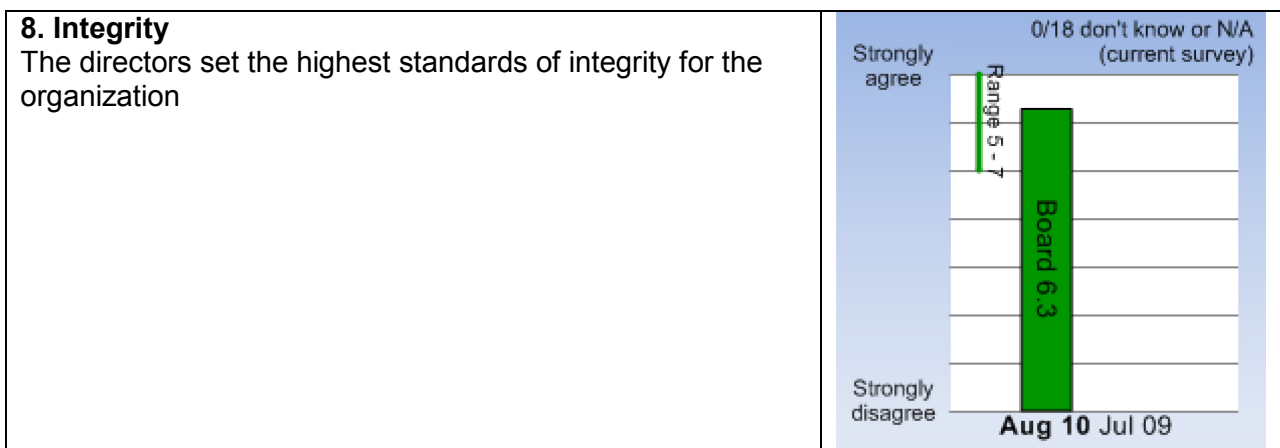 8. Integrity
The directors set the highest standards of integrity for the
organization
0/18 don't know or N/A
(current survey)
Strongly
agree
Range 5 - 7
Board 6.3
Strongly
disagree
Aug 10 Jul 09